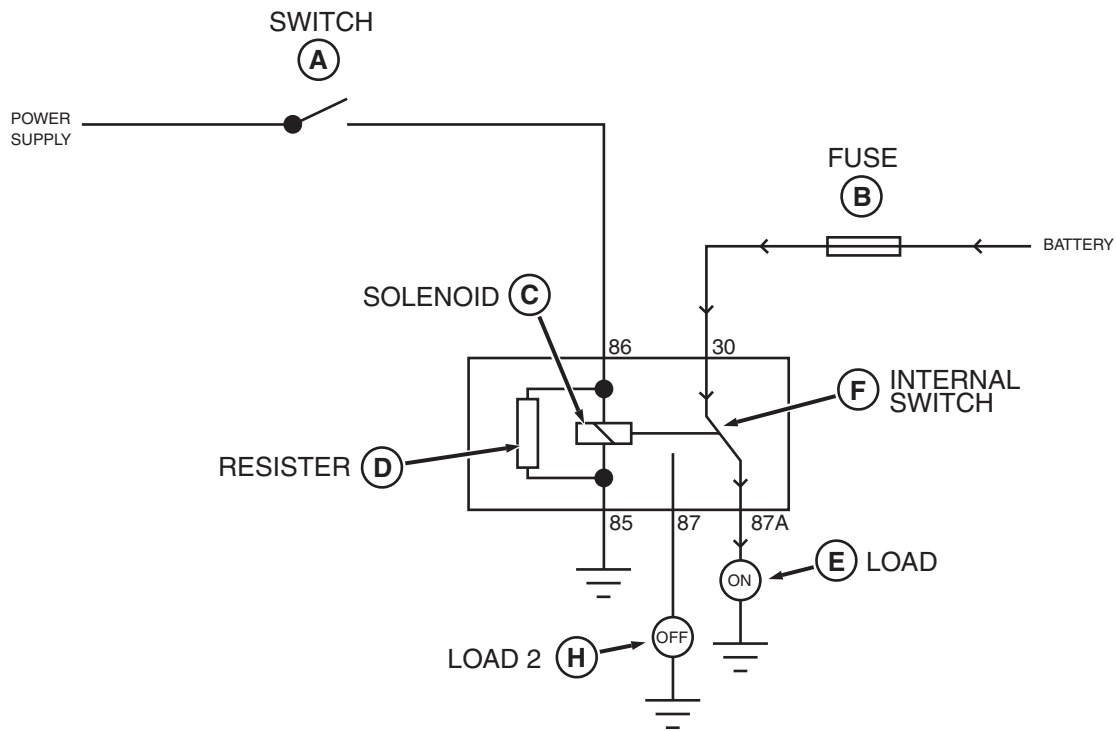 SWITCH
A
POWER
SUPPLY
FUSE
B
BATTERY
SOLENOID C
86
30
F INTERNAL
SWITCH
RESISTER D
85
87
87A
E LOAD
ON
OFF
LOAD 2 H